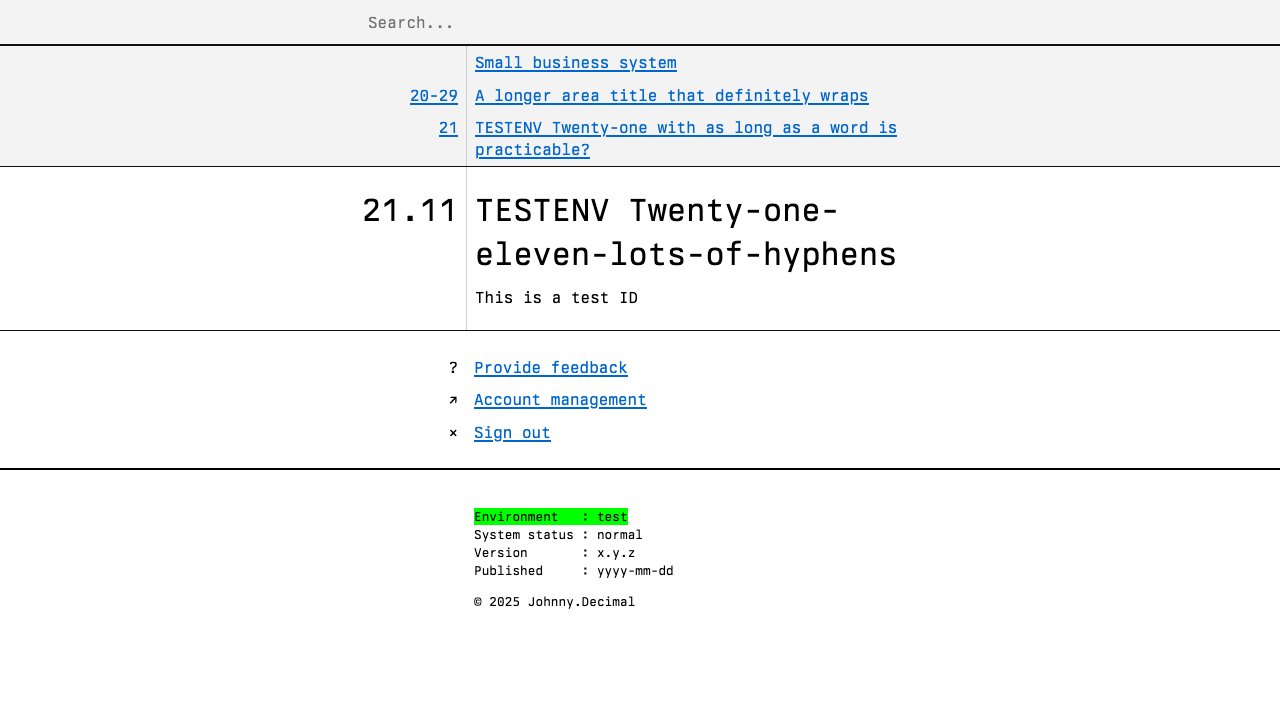 Search...
Small business system
20-29 A longer area title that definitely wraps
21 TESTENV Twenty-one with as long as a word is
practicable?
21.11 TESTENV Twenty-one-
eleven-lots-of-hyphens
This is a test ID
? Provide feedback
↗ Account management
× Sign out
Environment : test
System status : normal
Version : x.y.z
Published : yyyy-mm-dd
© 2025 Johnny.Decimal